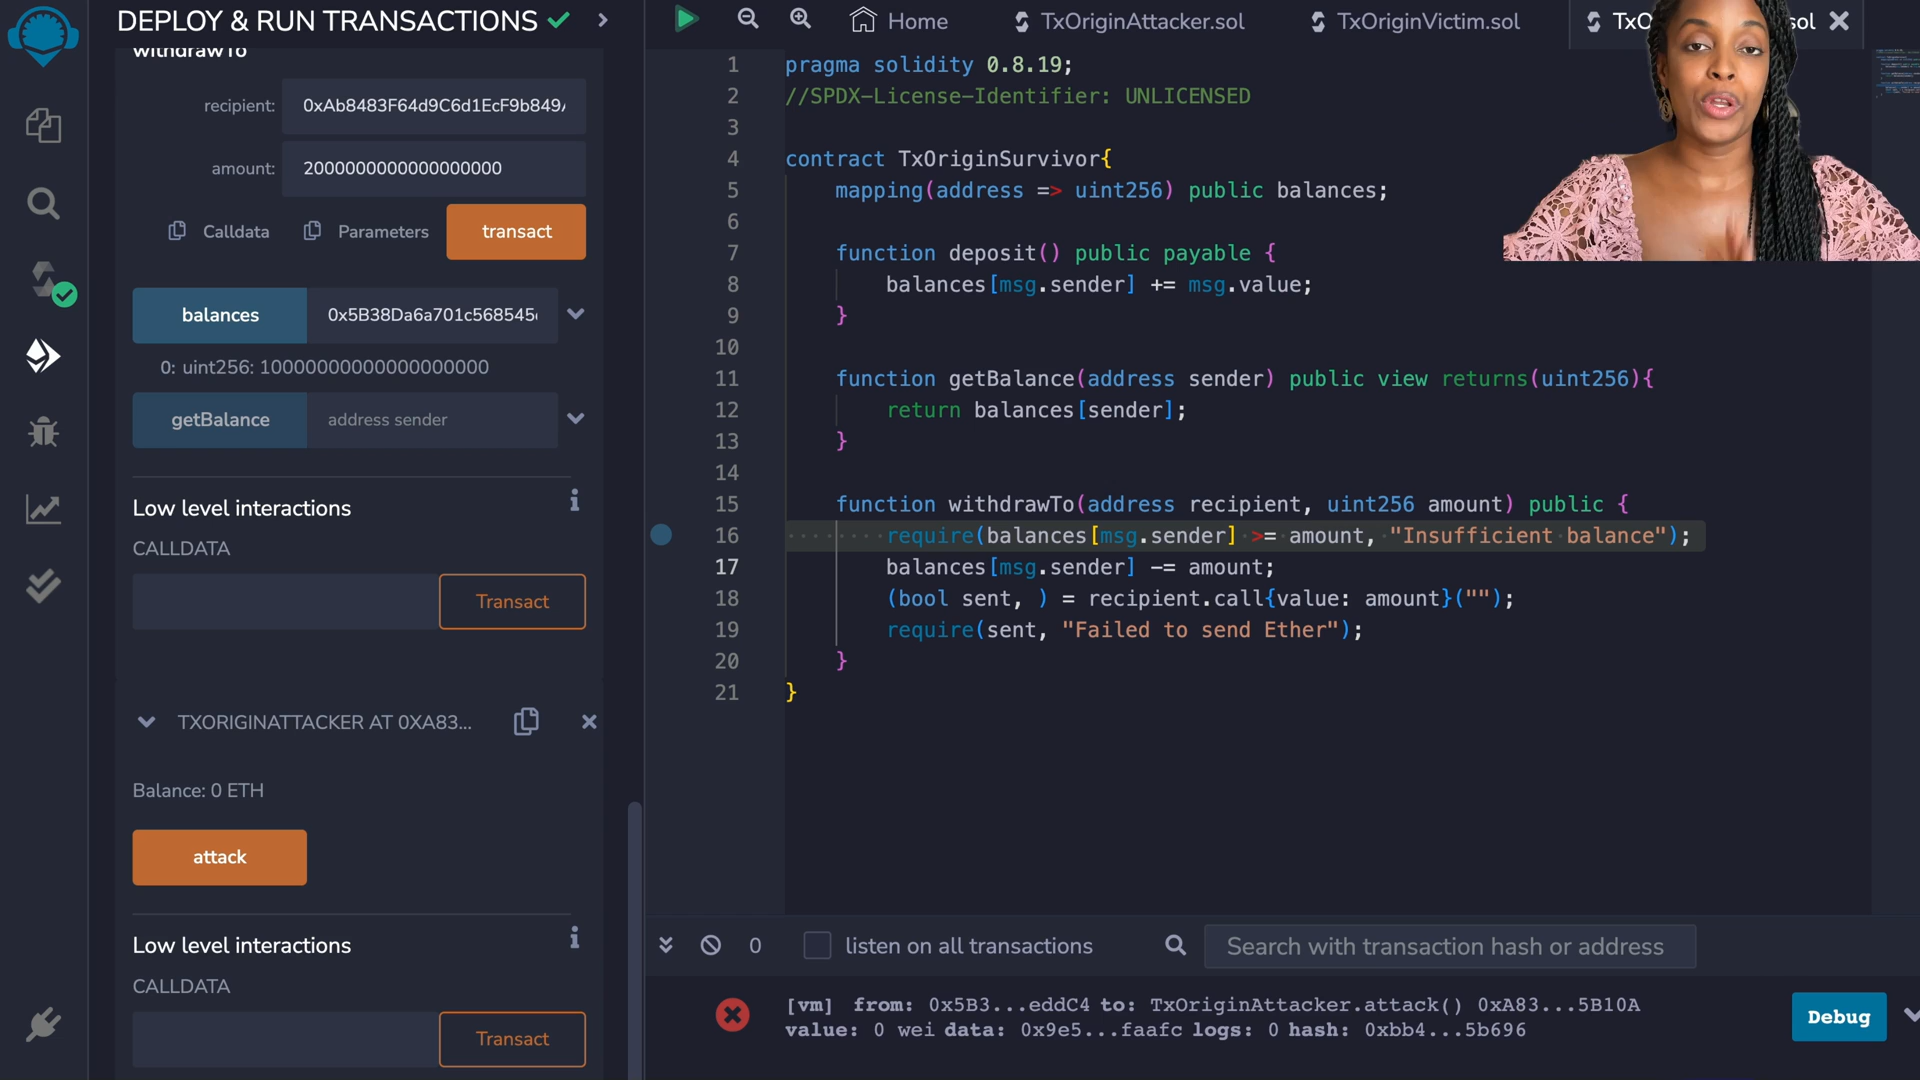 DEPLOY & RUN TRANSACTIONS
withdrawTo
recipient: 0xAb8483F64d9C6d1EcF9b849
amount: 2000000000000000000
Calldata Parameters transact
balances 0x5B38Da6a701c568545
0: uint256: 10000000000000000000
getBalance address sender
Low level interactions
CALLDATA
Transact
TXORIGINATTACKER AT 0XA83...
Balance: 0 ETH
attack
Low level interactions
CALLDATA
Transact
Home TxOriginAttacker.sol TxOriginVictim.sol TxO sol
1 pragma solidity 0.8.19;
2 //SPDX-License-Identifier: UNLICENSED
3
4 contract TxOriginSurvivor{
5 mapping(address => uint256) public balances;
6
7 function deposit() public payable {
8 balances[msg.sender] += msg.value;
9 }
10
11 function getBalance(address sender) public view returns(uint256){
12 return balances[sender];
13 }
14
15 function withdrawTo(address recipient, uint256 amount) public {
16 require(balances[msg.sender] >= amount, "Insufficient balance");
17 balances[msg.sender] -= amount;
18 (bool sent, ) = recipient.call{value: amount}("");
19 require(sent, "Failed to send Ether");
20 }
21 }
0 listen on all transactions Search with transaction hash or address
[vm] from: 0x5B3...eddC4 to: TxOriginAttacker.attack() 0xA83...5B10A
value: 0 wei data: 0x9e5...faafc logs: 0 hash: 0xbb4...5b696
Debug